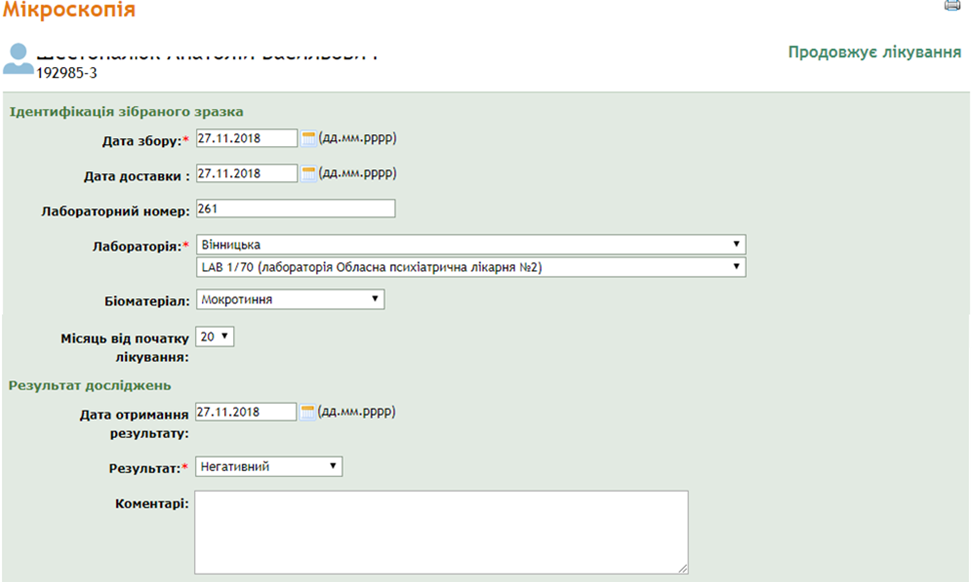 Мікроскопія
192985-3
Продовжує лікування
Ідентифікація зібраного зразка
Дата збору:* 27.11.2018 (дд.мм.рррр)
Дата доставки : 27.11.2018 (дд.мм.рррр)
Лабораторний номер: 261
Лабораторія:* Вінницька
LAB 1/70 (лабораторія Обласна психіатрична лікарня №2)
Біоматеріал: Мокротиння
Місяць від початку 20
лікування:
Результат досліджень
Дата отримання 27.11.2018 (дд.мм.рррр)
результату:
Результат:* Негативний
Коментарі: